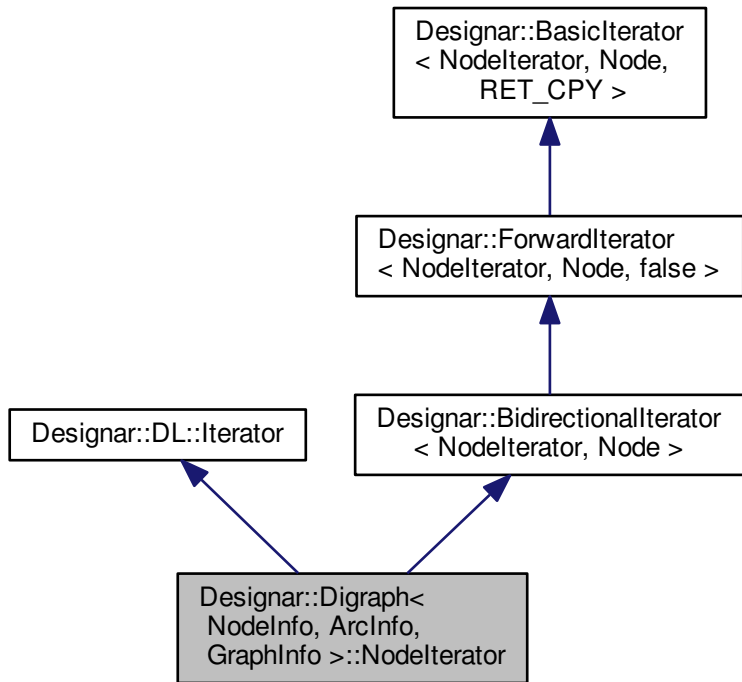 Designar::BasicIterator
< NodeIterator, Node,
RET_CPY >
Designar::ForwardIterator
< NodeIterator, Node, false >
Designar::DL::Iterator
Designar::BidirectionalIterator
< NodeIterator, Node >
Designar::Digraph<
NodeInfo, ArcInfo,
GraphInfo >::NodeIterator